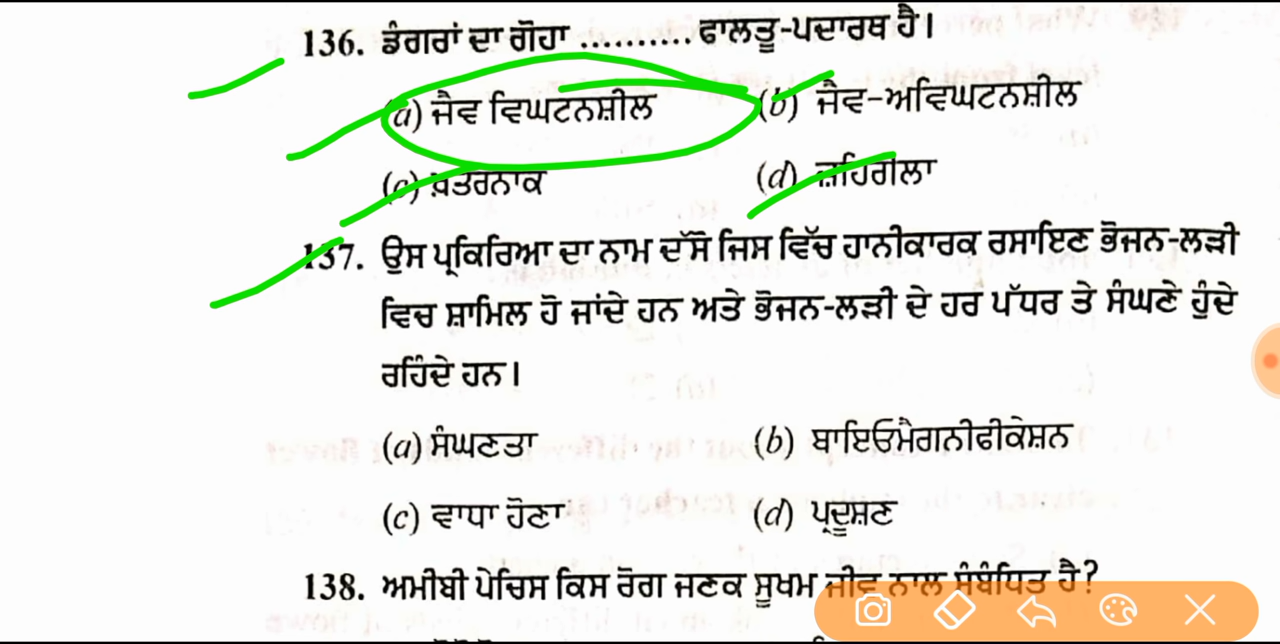 136. ਡੰਗਰਾਂ ਦਾ ਗੋਹਾ .......... ਫਾਲਤੂ-ਪਦਾਰਥ ਹੈ।
(a) ਜੈਵ ਵਿਘਟਨਸ਼ੀਲ (b) ਜੈਵ-ਅਵਿਘਟਨਸ਼ੀਲ
(c) ਖ਼ਤਰਨਾਕ (d) ਜ਼ਹਿਰੀਲਾ
137. ਉਸ ਪ੍ਰਕਿਰਿਆ ਦਾ ਨਾਮ ਦੱਸੋ ਜਿਸ ਵਿੱਚ ਹਾਨੀਕਾਰਕ ਰਸਾਇਣ ਭੋਜਨ-ਲੜੀ
ਵਿਚ ਸ਼ਾਮਿਲ ਹੋ ਜਾਂਦੇ ਹਨ ਅਤੇ ਭੋਜਨ-ਲੜੀ ਦੇ ਹਰ ਪੱਧਰ ਤੇ ਸੰਘਣੇ ਹੁੰਦੇ
ਰਹਿੰਦੇ ਹਨ।
(a) ਸੰਘਣਤਾ (b) ਬਾਇਓਮੈਗਨੀਫੀਕੇਸ਼ਨ
(c) ਵਾਧਾ ਹੋਣਾ (d) ਪ੍ਰਦੂਸ਼ਣ
138. ਅਮੀਬੀ ਪੇਚਿਸ ਕਿਸ ਰੋਗ ਜਣਕ ਸੂਖਮ ਜੀਵ ਨਾਲ ਸੰਬੰਧਿਤ ਹੈ?